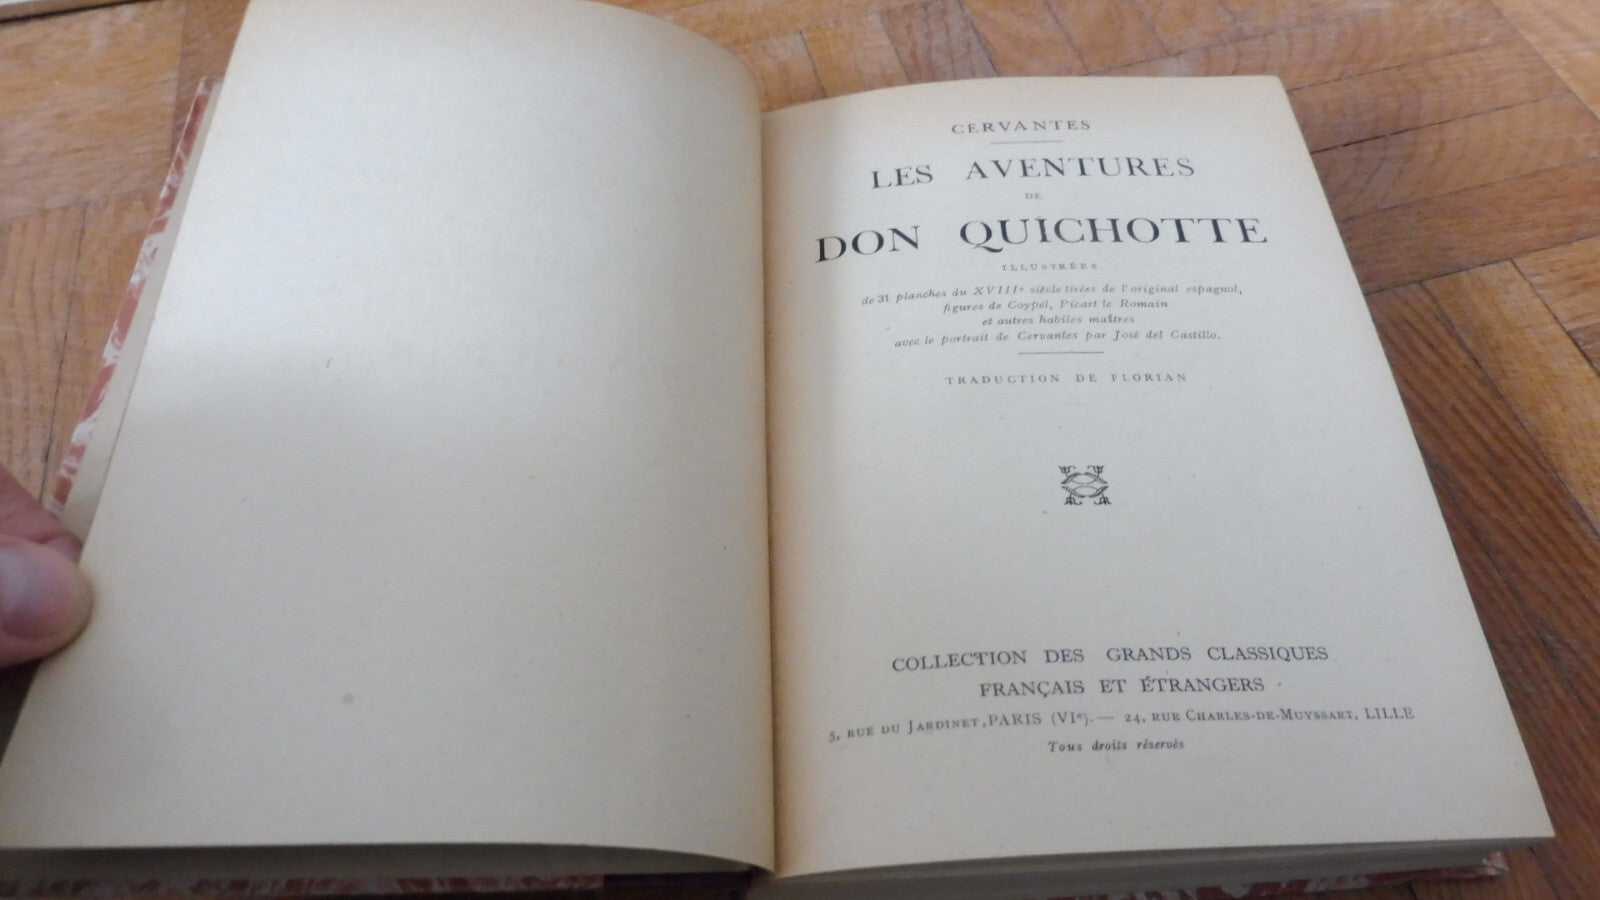 CERVANTES
LES AVENTURES
DE
DON QUICHOTTE
ILLUSTRÉES
de 31 planches du XVIIIe siècle tirées de l'original espagnol,
figures de Coypel, Picart le Romain
et autres habiles maîtres
avec le portrait de Cervantes par José del Castillo.
TRADUCTION DE FLORIAN
COLLECTION DES GRANDS CLASSIQUES
FRANÇAIS ET ÉTRANGERS
5, RUE DU JARDINET, PARIS (VIe). — 24, RUE CHARLES-DE-MUYSSART, LILLE
Tous droits réservés